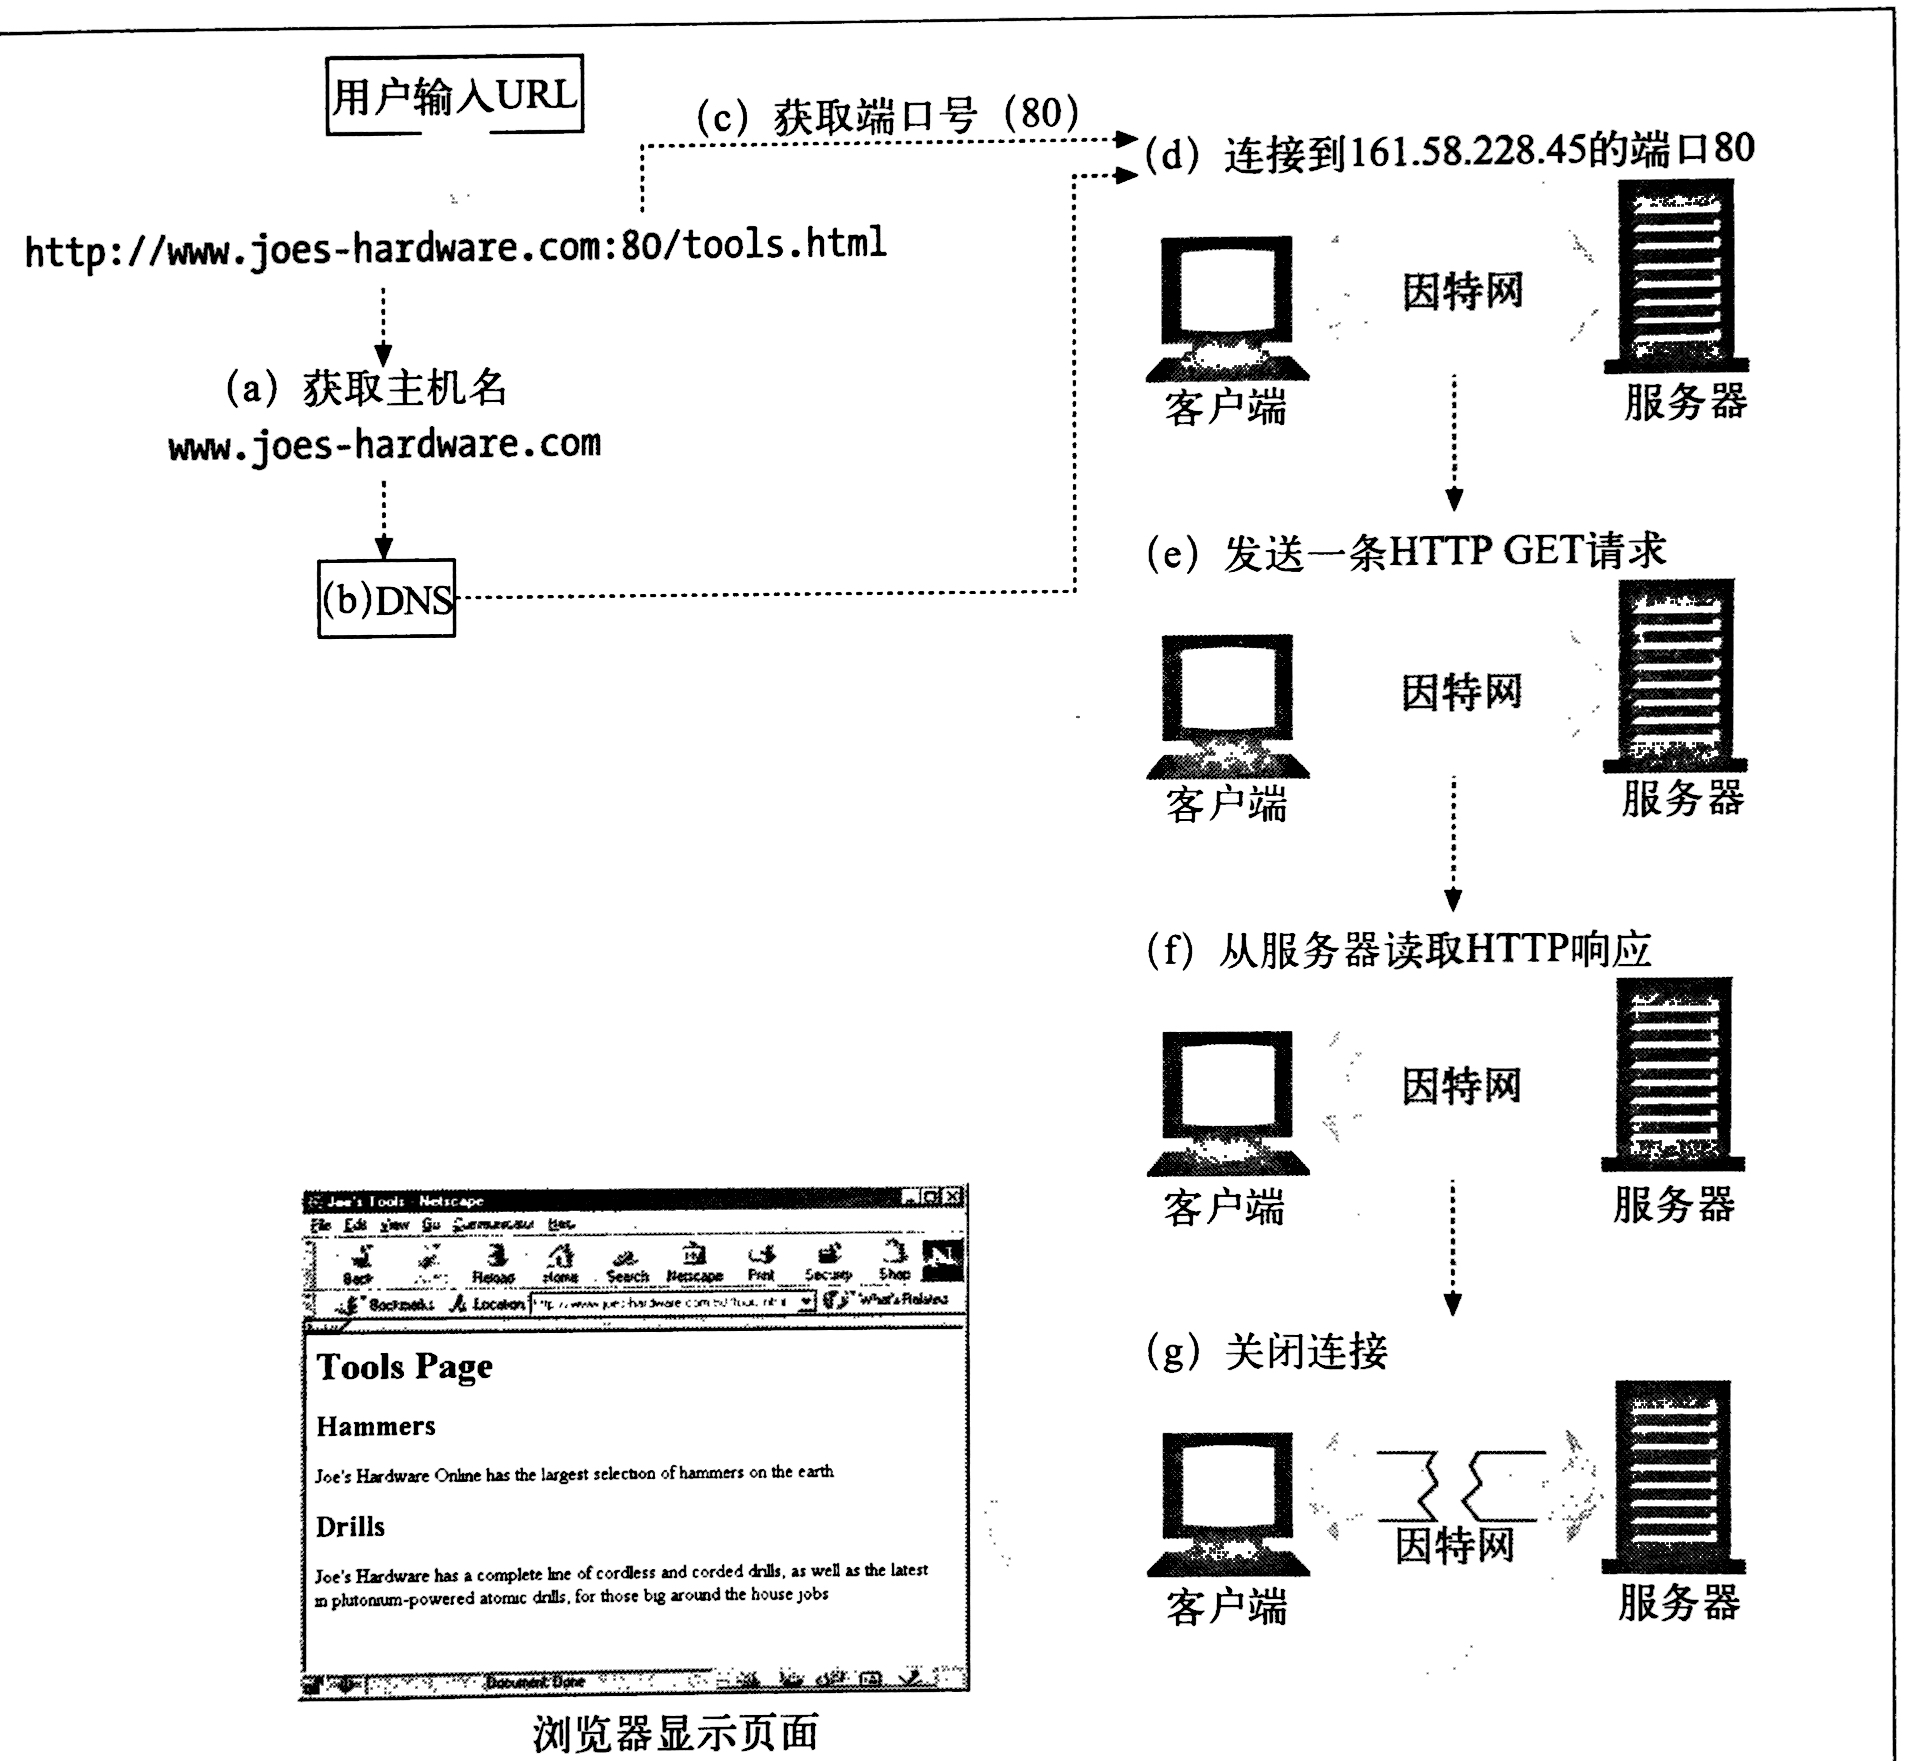 用户输入URL
(c) 获取端口号 (80)
(d) 连接到161.58.228.45的端口80
http://www.joes-hardware.com:80/tools.html
因特网
客户端
服务器
(a) 获取主机名
www.joes-hardware.com
(b)DNS
(e) 发送一条HTTP GET请求
因特网
客户端
服务器
(f) 从服务器读取HTTP响应
因特网
客户端
服务器
(g) 关闭连接
因特网
客户端
服务器
Joe's Tools - Netscape
File Edit View Go Communicator Help
Back Reload Home Search Netscape Print Security Shop
Bookmarks Location What's Related
Tools Page
Hammers
Joe's Hardware Online has the largest selection of hammers on the earth
Drills
Joe's Hardware has a complete line of cordless and corded drills, as well as the latest
in plutonium-powered atomic drills, for those big around the house jobs
Document Done
浏览器显示页面